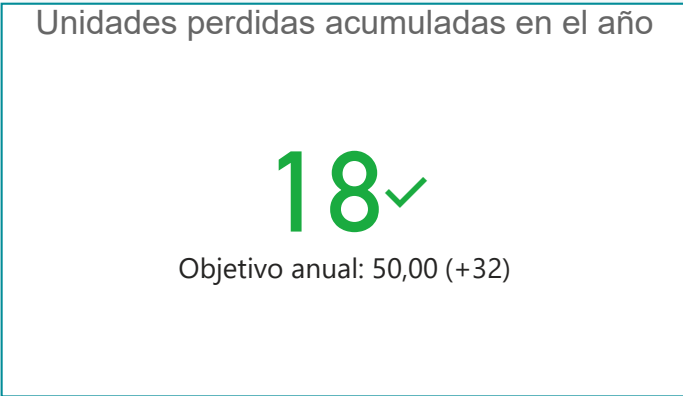 Unidades perdidas acumuladas en el año
18
Objetivo anual: 50,00 (+32)